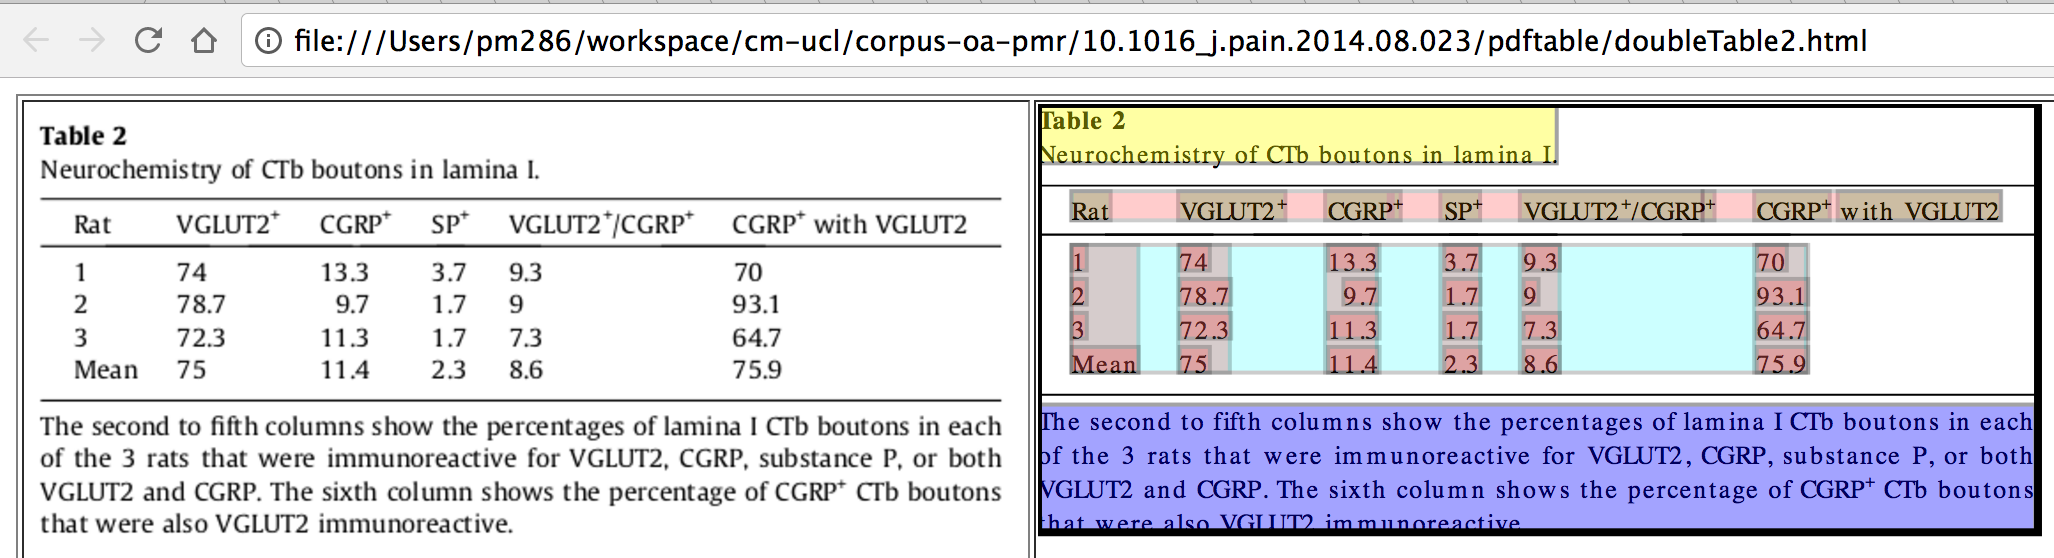 file:///Users/pm286/workspace/cm-ucl/corpus-oa-pmr/10.1016_j.pain.2014.08.023/pdftable/doubleTable2.html
Table 2
Neurochemistry of CTb boutons in lamina I.
Rat VGLUT2⁺ CGRP⁺ SP⁺ VGLUT2⁺/CGRP⁺ CGRP⁺ with VGLUT2
1 74 13.3 3.7 9.3 70
2 78.7 9.7 1.7 9 93.1
3 72.3 11.3 1.7 7.3 64.7
Mean 75 11.4 2.3 8.6 75.9
The second to fifth columns show the percentages of lamina I CTb boutons in each
of the 3 rats that were immunoreactive for VGLUT2, CGRP, substance P, or both
VGLUT2 and CGRP. The sixth column shows the percentage of CGRP⁺ CTb boutons
that were also VGLUT2 immunoreactive.
Table 2
Neurochemistry of CTb boutons in lamina I.
Rat VGLUT2⁺ CGRP⁺ SP⁺ VGLUT2⁺/CGRP⁺ CGRP⁺ with VGLUT2
1 74 13.3 3.7 9.3 70
2 78.7 9.7 1.7 9 93.1
3 72.3 11.3 1.7 7.3 64.7
Mean 75 11.4 2.3 8.6 75.9
The second to fifth columns show the percentages of lamina I CTb boutons in each
of the 3 rats that were immunoreactive for VGLUT2, CGRP, substance P, or both
VGLUT2 and CGRP. The sixth column shows the percentage of CGRP⁺ CTb boutons
that were also VGLUT2 immunoreactive